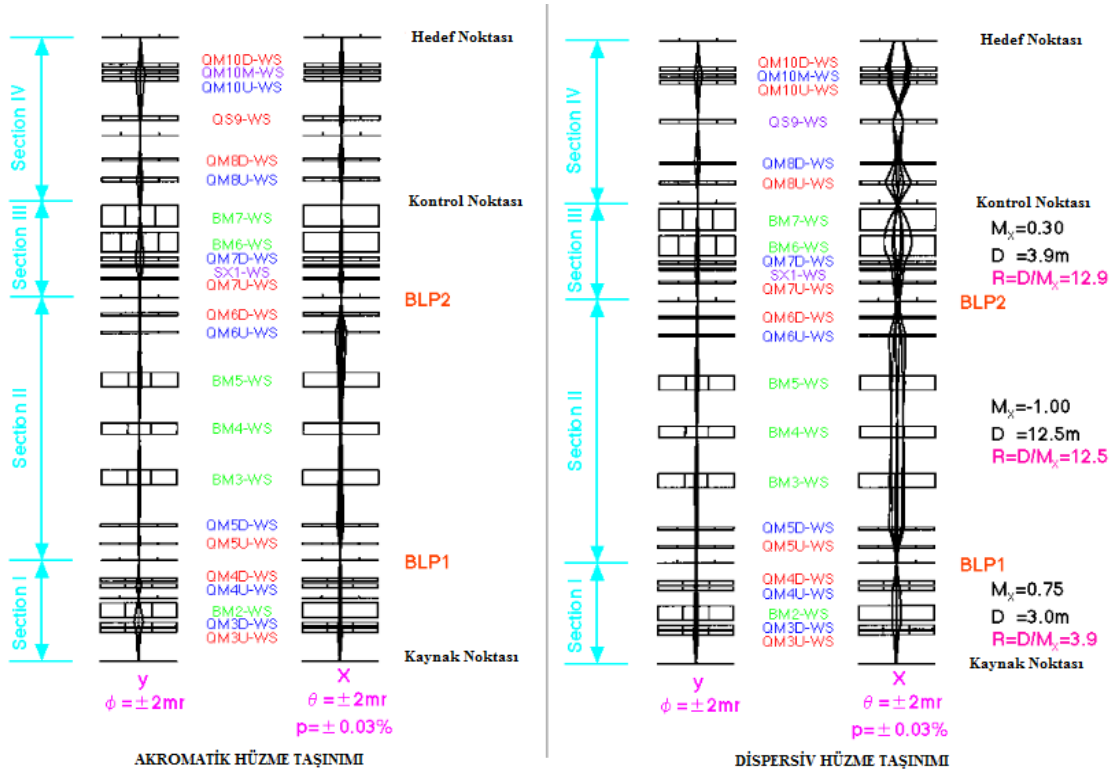 Hedef Noktası
Section IV
QM10D-WS
QM10M-WS
QM10U-WS
QS9-WS
QM8D-WS
QM8U-WS
Kontrol Noktası
Section III
BM7-WS
BM6-WS
QM7D-WS
SX1-WS
QM7U-WS
BLP2
Section II
QM6D-WS
QM6U-WS
BM5-WS
BM4-WS
BM3-WS
QM5D-WS
QM5U-WS
BLP1
Section I
QM4D-WS
QM4U-WS
BM2-WS
QM3D-WS
QM3U-WS
Kaynak Noktası
y
x
ϕ =±2mr
θ =±2mr
p=±0.03%
AKROMATİK HÜZME TAŞINIMI
Hedef Noktası
Section IV
QM10D-WS
QM10M-WS
QM10U-WS
QS9-WS
QM8D-WS
QM8U-WS
Kontrol Noktası
Section III
BM7-WS
BM6-WS
QM7D-WS
SX1-WS
QM7U-WS
Mx=0.30
D =3.9m
R=D/Mx=12.9
BLP2
Section II
QM6D-WS
QM6U-WS
BM5-WS
BM4-WS
BM3-WS
QM5D-WS
QM5U-WS
Mx=-1.00
D =12.5m
R=D/Mx=12.5
BLP1
Section I
QM4D-WS
QM4U-WS
BM2-WS
QM3D-WS
QM3U-WS
Mx=0.75
D =3.0m
R=D/Mx=3.9
Kaynak Noktası
y
x
ϕ =±2mr
θ =±2mr
p=±0.03%
DİSPERSİV HÜZME TAŞINIMI